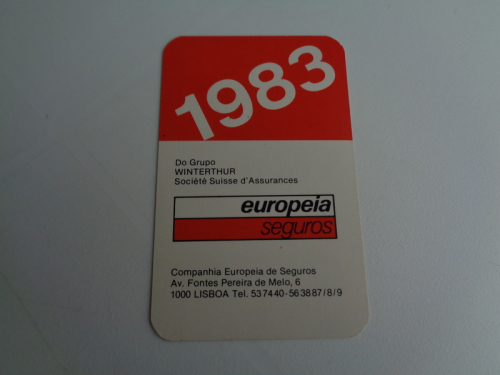 1983
Do Grupo
WINTERTHUR
Société Suisse d'Assurances
europeia
seguros
Companhia Europeia de Seguros
Av. Fontes Pereira de Melo, 6
1000 LISBOA Tel. 537440-563887/8/9